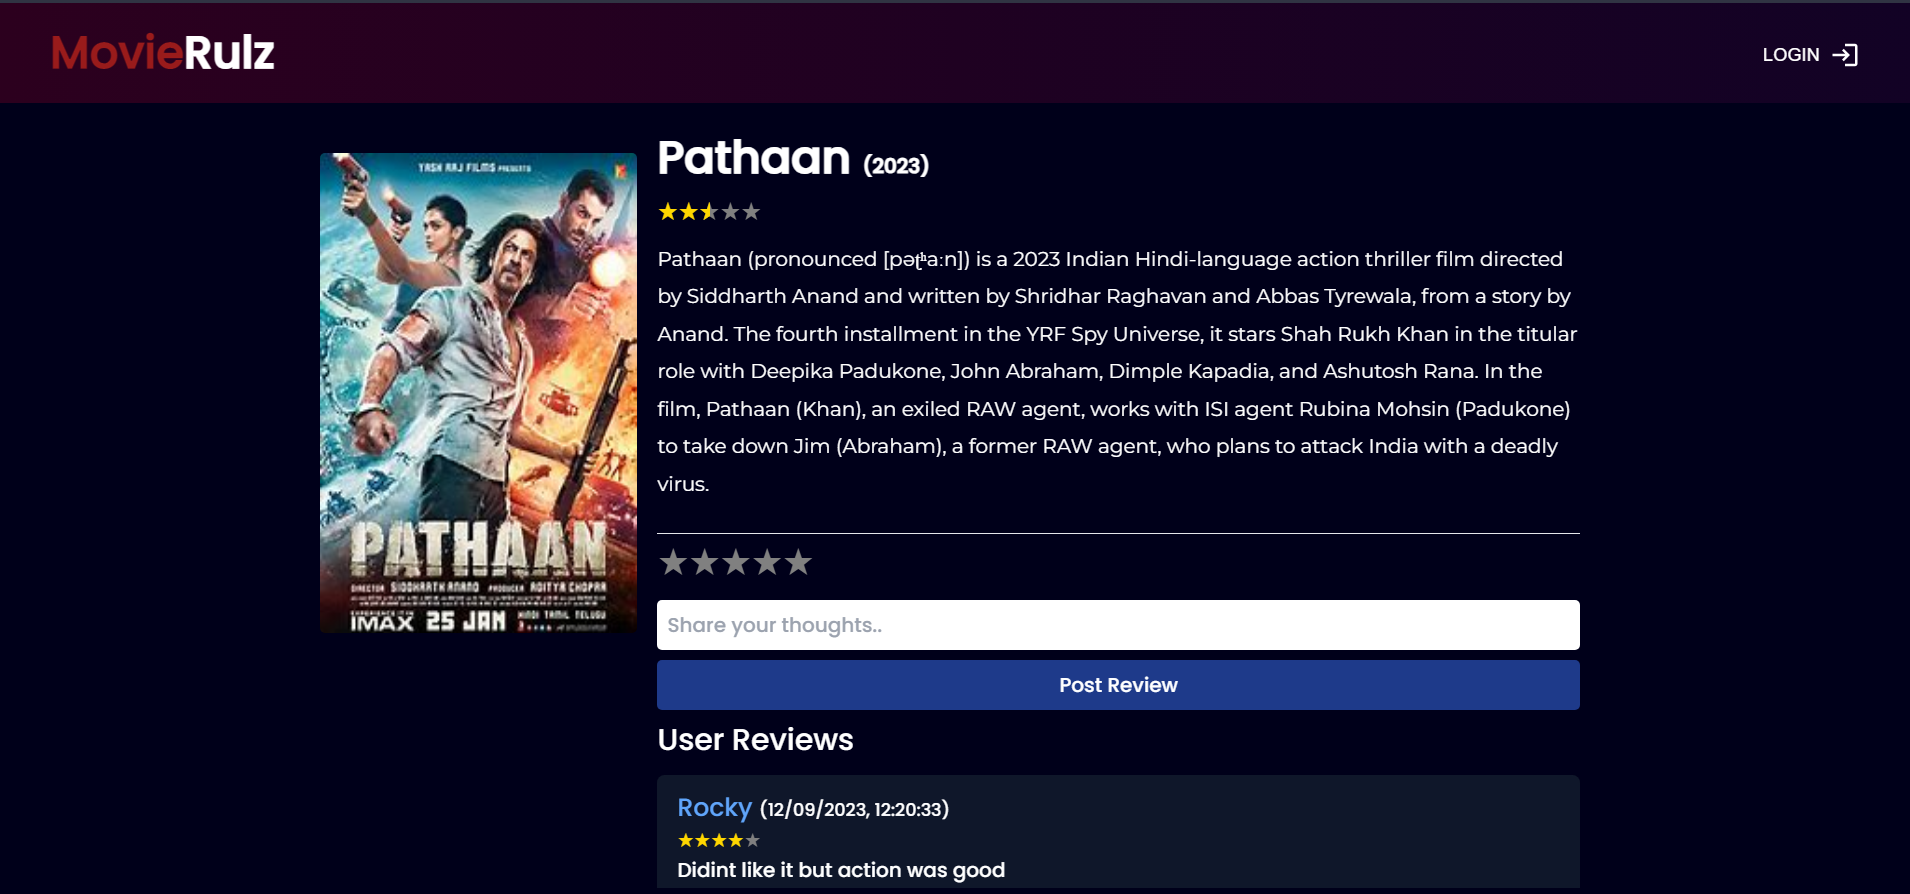 MovieRulz
LOGIN
YASH RAJ FILMS PRESENTS
PATHAAN
DIRECTOR SIDDHARTH ANAND PRODUCER ADITYA CHOPRA
EXPERIENCE IT IN
IMAX 25 JAN HINDI TAMIL TELUGU
Pathaan (2023)
Pathaan (pronounced [pəʈʰaːn]) is a 2023 Indian Hindi-language action thriller film directed
by Siddharth Anand and written by Shridhar Raghavan and Abbas Tyrewala, from a story by
Anand. The fourth installment in the YRF Spy Universe, it stars Shah Rukh Khan in the titular
role with Deepika Padukone, John Abraham, Dimple Kapadia, and Ashutosh Rana. In the
film, Pathaan (Khan), an exiled RAW agent, works with ISI agent Rubina Mohsin (Padukone)
to take down Jim (Abraham), a former RAW agent, who plans to attack India with a deadly
virus.
Share your thoughts..
Post Review
User Reviews
Rocky (12/09/2023, 12:20:33)
Didint like it but action was good